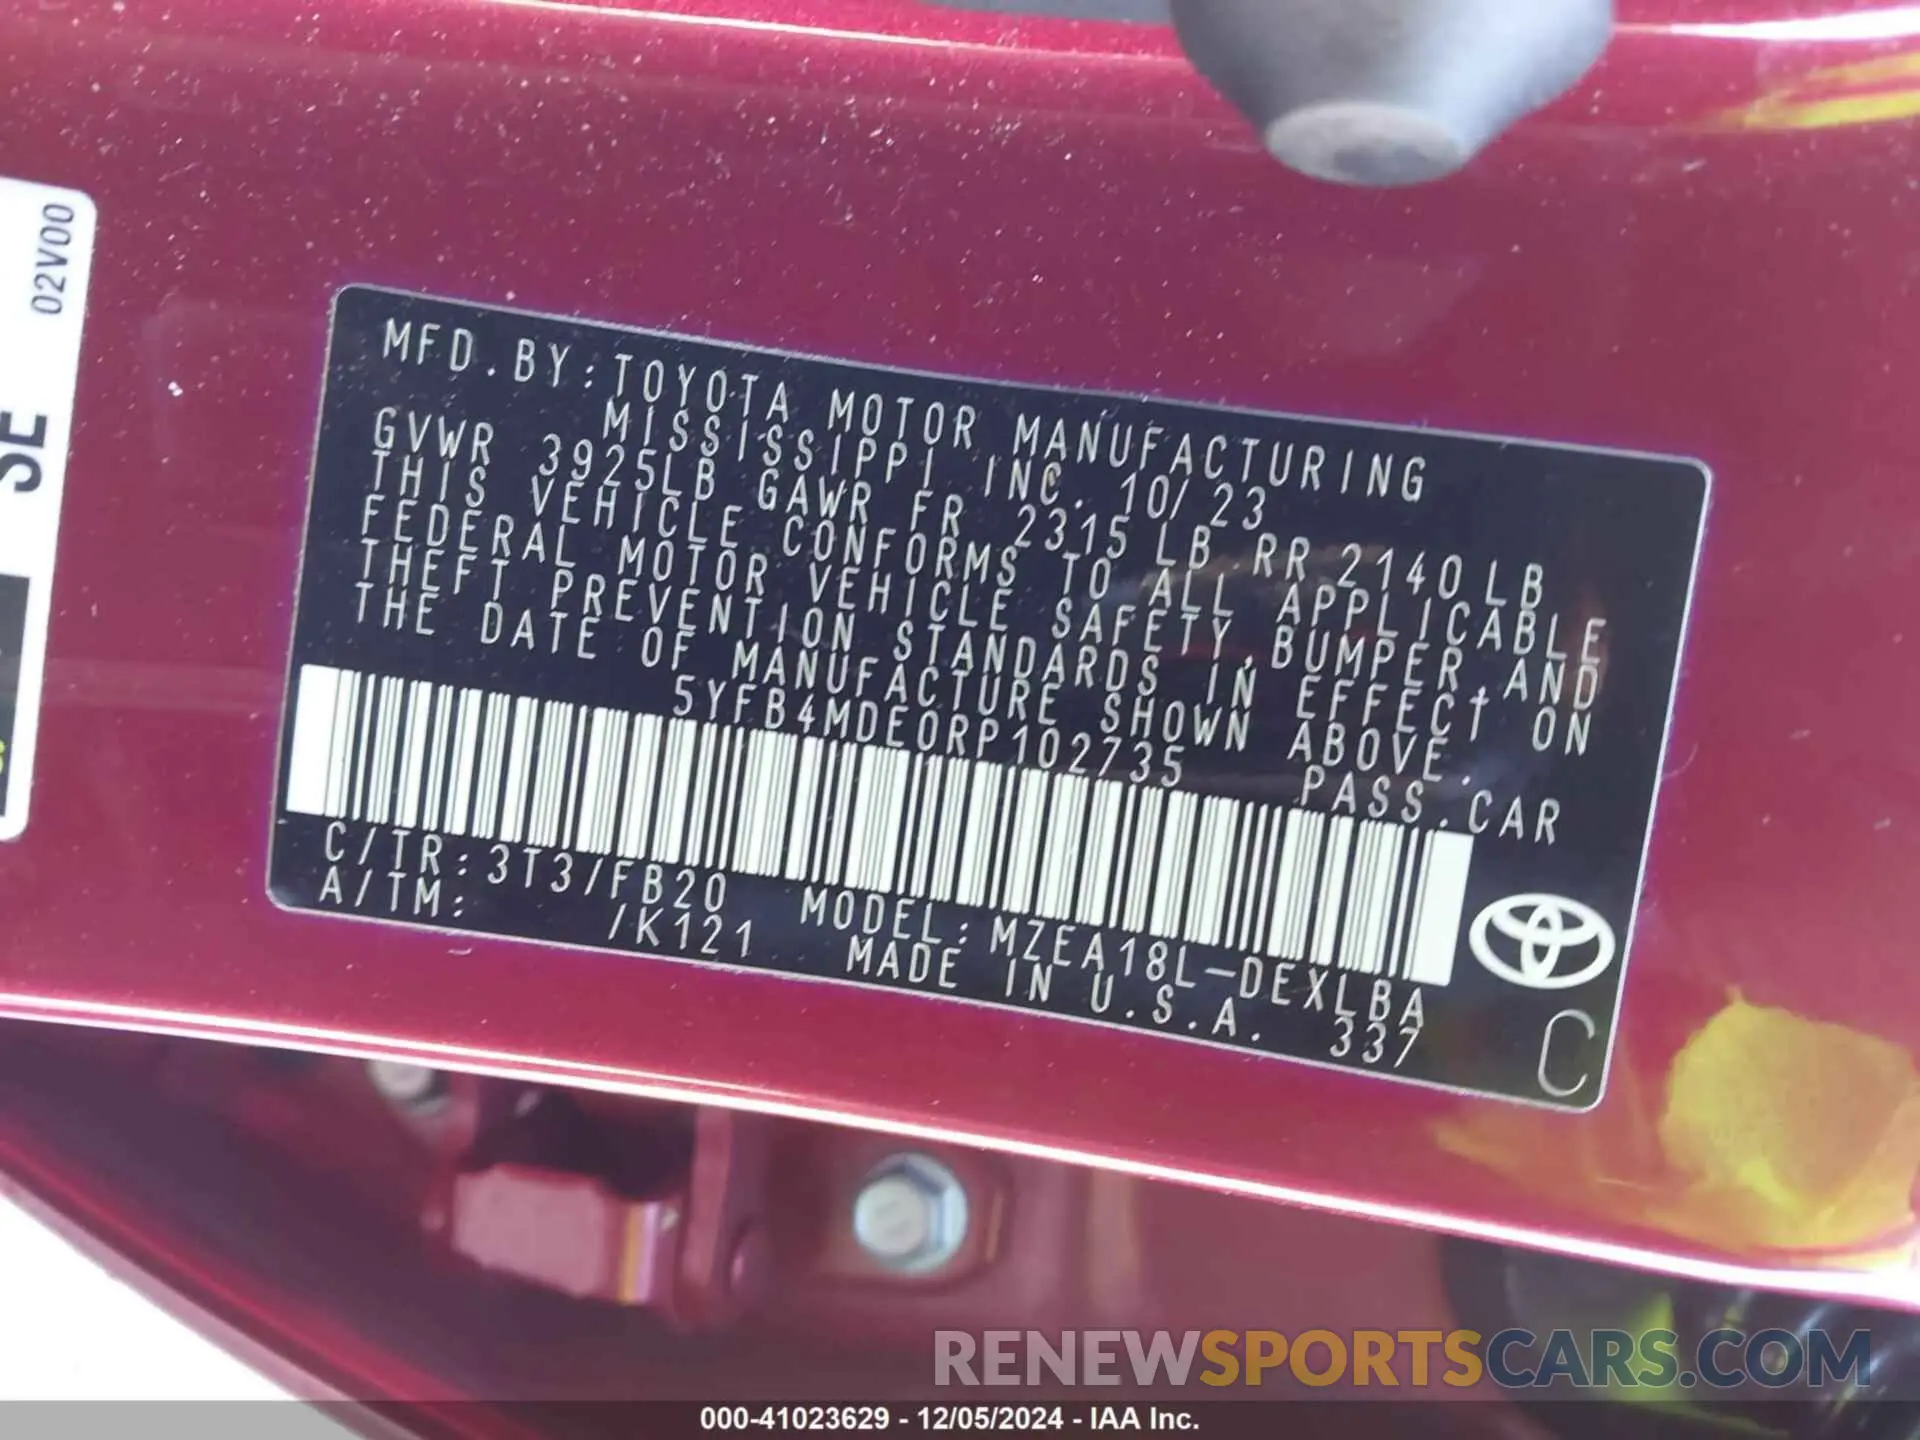 02V00
SE
MFD.BY:TOYOTA MOTOR MANUFACTURING
MISSISSIPPI INC. 10/23
GVWR 3925LB GAWR FR 2315 LB RR 2140 LB
THIS VEHICLE CONFORMS TO ALL APPLICABLE
FEDERAL MOTOR VEHICLE SAFETY,BUMPER,AND
THEFT PREVENTION STANDARDS IN EFFECT ON
THE DATE OF MANUFACTURE SHOWN ABOVE.
5YFB4MDE0RP102735 PASS.CAR
C/TR:3T3/FB20 MODEL:MZEA18L-DEXLBA
A/TM: /K121 MADE IN U.S.A. 337
C
RENEWSPORTSCARS.COM
000-41023629 - 12/05/2024 - IAA Inc.